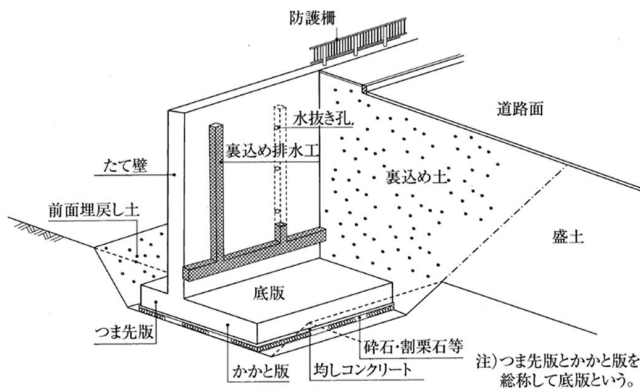 防護柵
道路面
水抜き孔
裏込め排水工
たて壁
裏込め土
前面埋戻し土
盛土
底版
つま先版
砕石・割栗石等
かかと版
均しコンクリート
注)つま先版とかかと版を
総称して底版という。